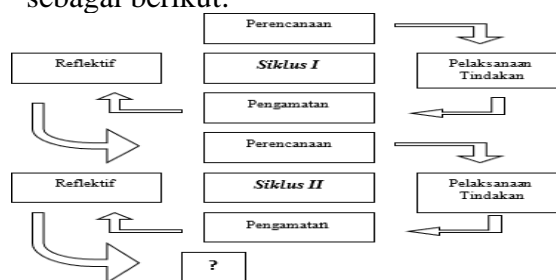 sebagai berikut:
Perencanaan
Reflektif
Siklus I
Pelaksanaan
Tindakan
Pengamatan
Perencanaan
Reflektif
Siklus II
Pelaksanaan
Tindakan
Pengamatan
?